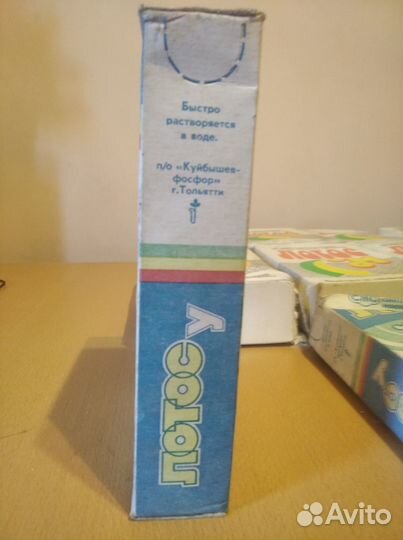 Быстро
растворяется
в воде.
п/о «Куйбышев-
фосфор»
г. Тольятти
ЛОТОС-У
Avito